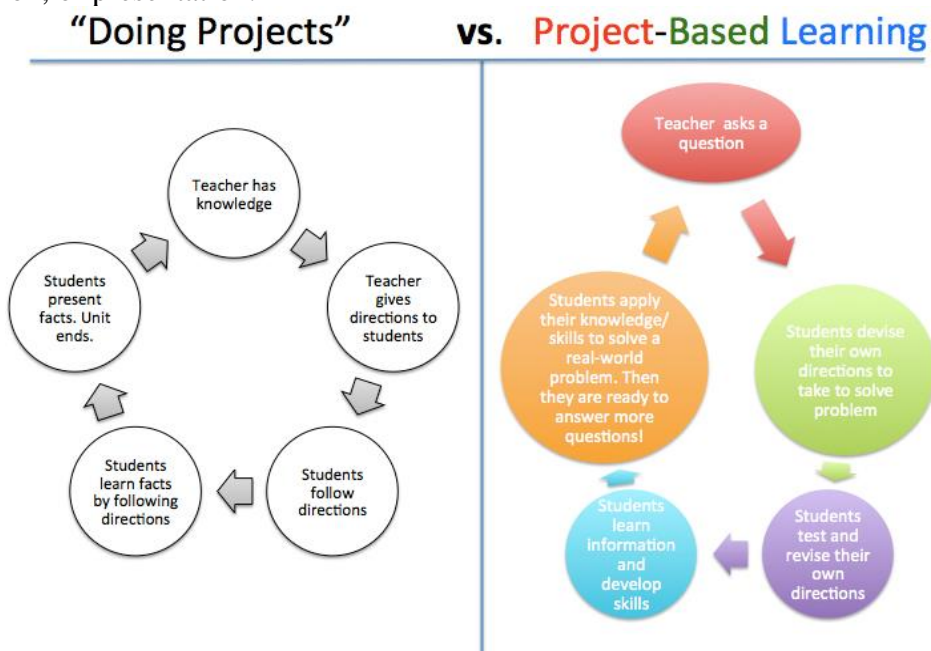 "Doing Projects" vs. Project-Based Learning
Teacher has
knowledge
Teacher
gives
directions to
students
Students
follow
directions
Students
learn facts
by following
directions
Students
present
facts. Unit
ends.
Teacher asks a
question
Students devise
their own
directions to
take to solve
problem
Students
test and
revise their
own
directions
Students
learn
information
and
develop
skills
Students apply
their knowledge/
skills to solve a
real-world
problem. Then
they are ready to
answer more
questions!